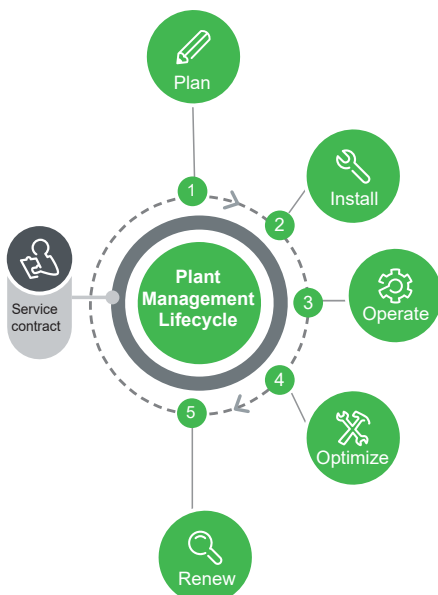 Plan
1
2
Install
Plant
Management
Lifecycle
Service
contract
3
Operate
4
5
Optimize
Renew